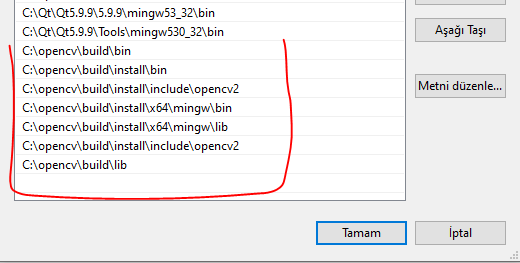 C:\Qt\Qt5.9.9\5.9.9\mingw53_32\bin
C:\Qt\Qt5.9.9\Tools\mingw530_32\bin
C:\opencv\build\bin
C:\opencv\build\install\bin
C:\opencv\build\install\include\opencv2
C:\opencv\build\install\x64\mingw\bin
C:\opencv\build\install\x64\mingw\lib
C:\opencv\build\install\include\opencv2
C:\opencv\build\lib
Aşağı Taşı
Metni düzenle...
Tamam
İptal